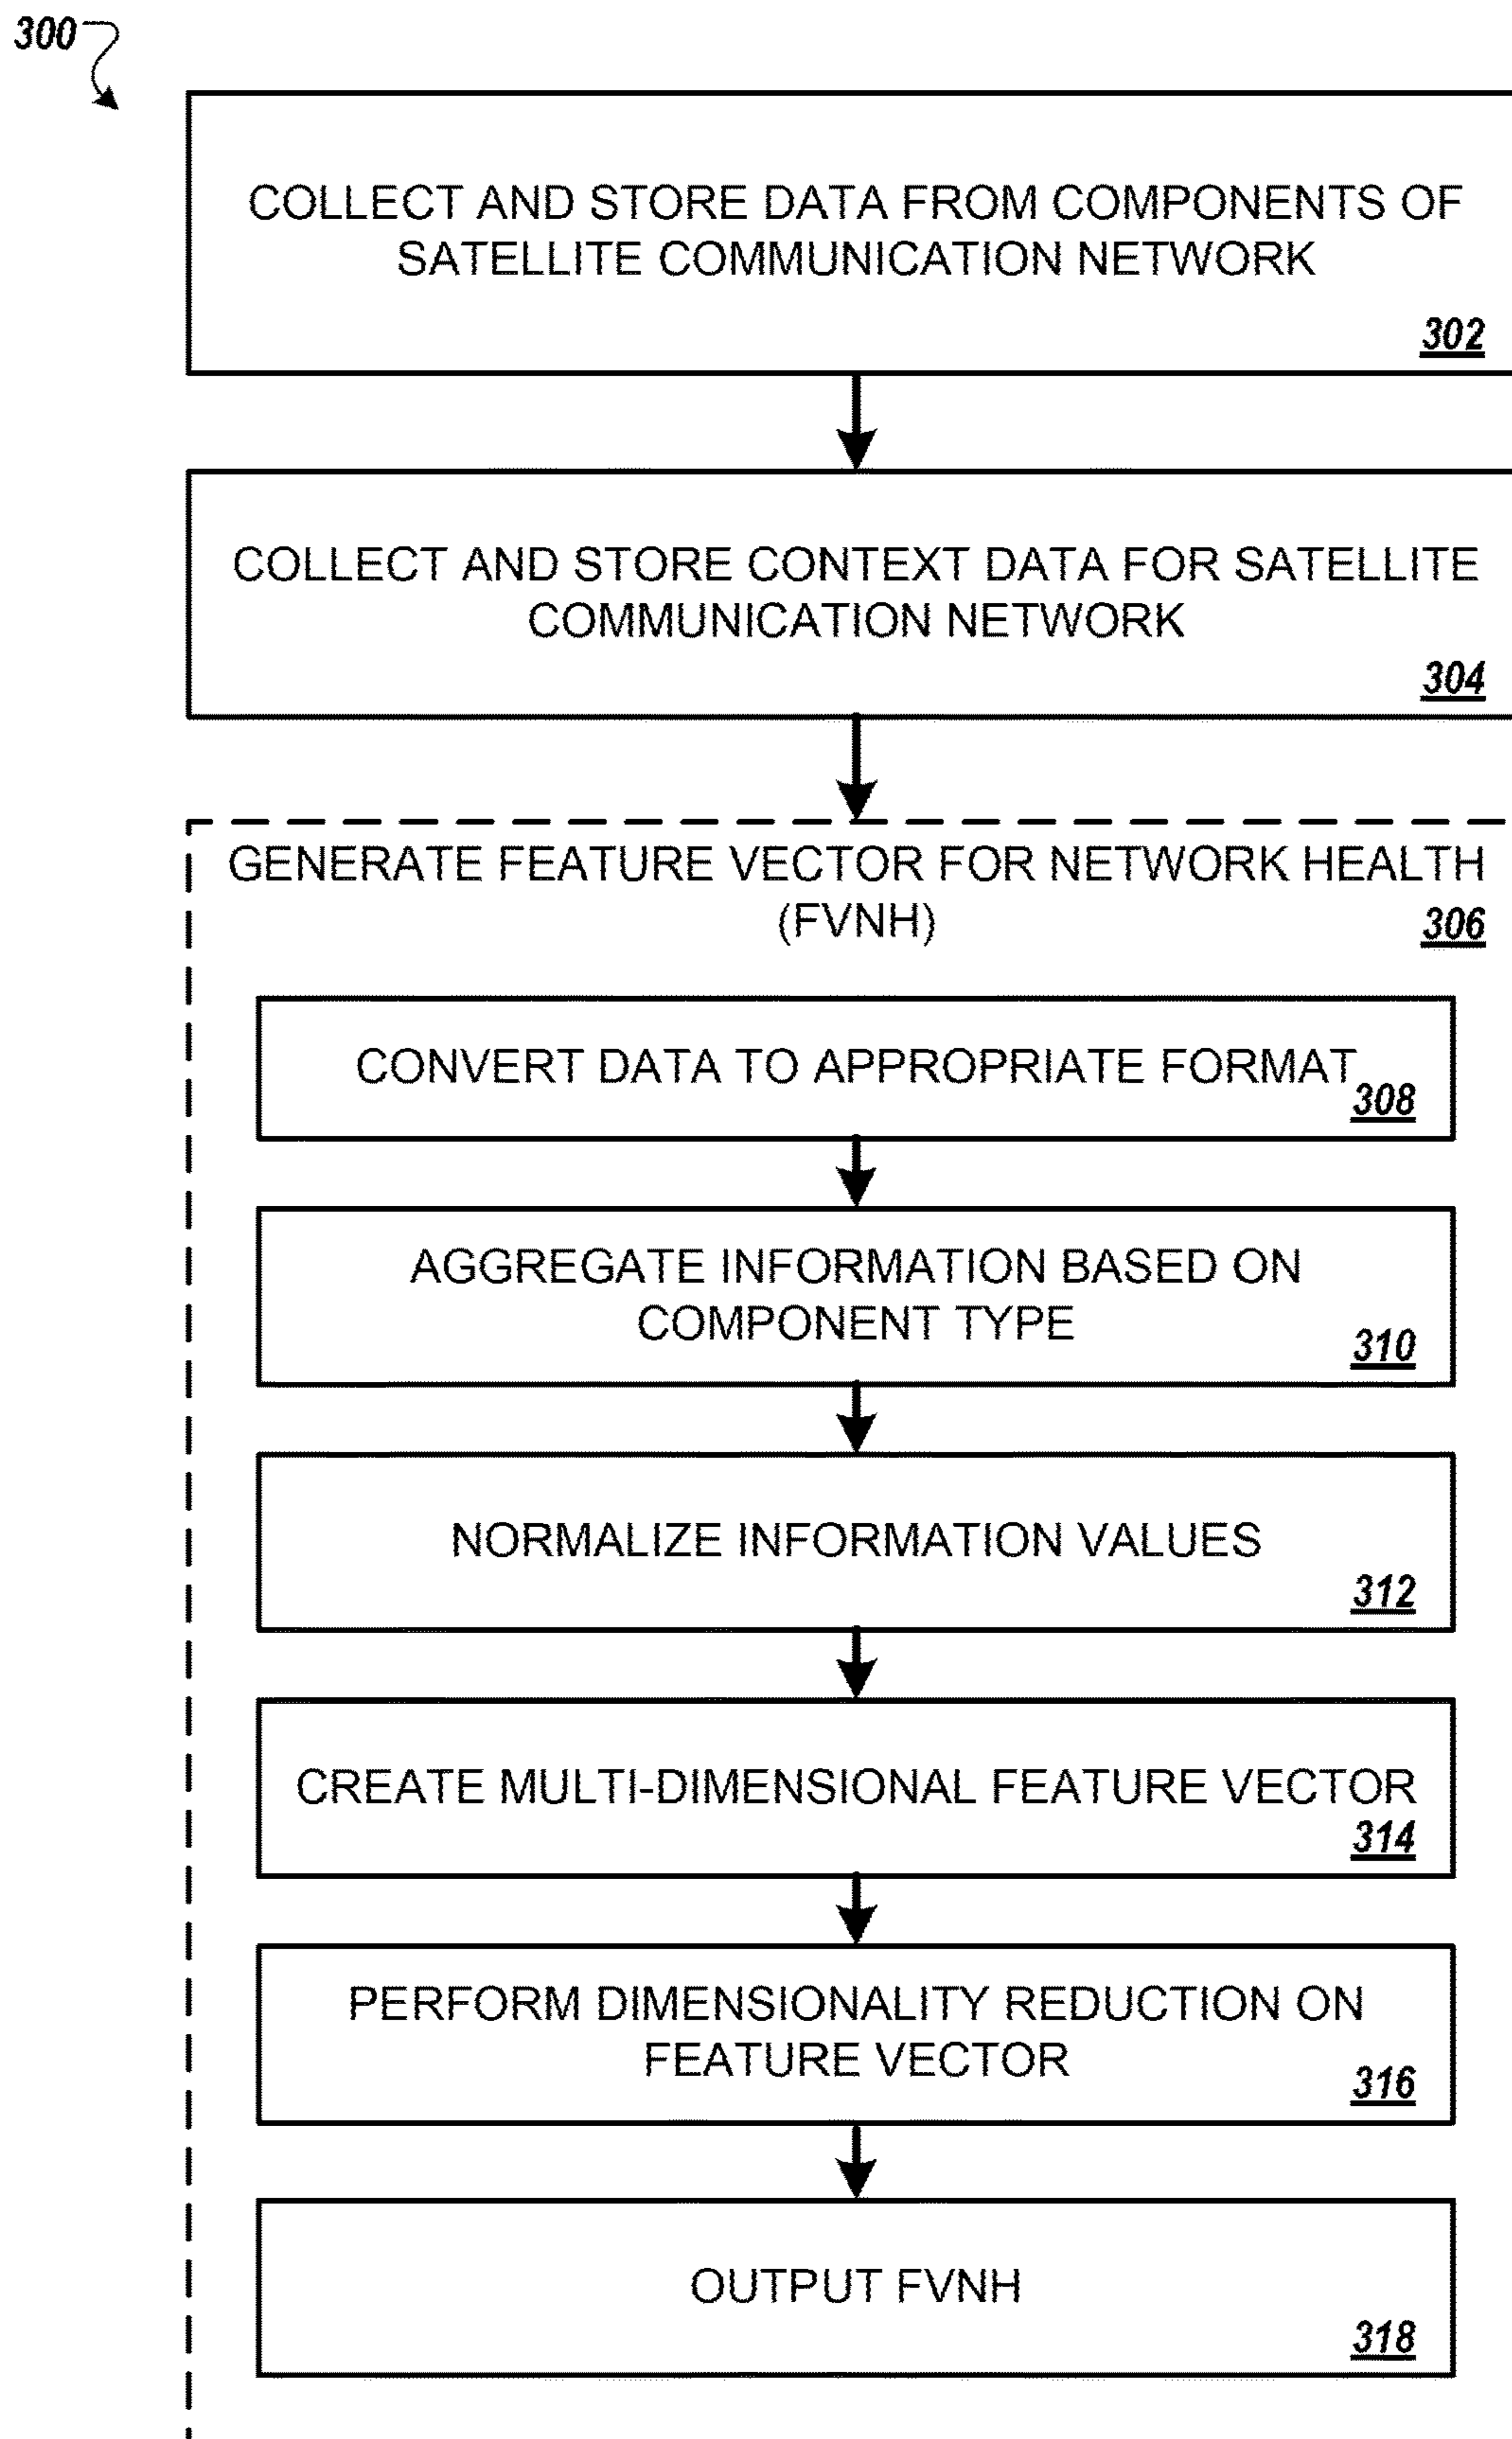 300
COLLECT AND STORE DATA FROM COMPONENTS OF
SATELLITE COMMUNICATION NETWORK
302
COLLECT AND STORE CONTEXT DATA FOR SATELLITE
COMMUNICATION NETWORK
304
GENERATE FEATURE VECTOR FOR NETWORK HEALTH
(FVNH)
306
CONVERT DATA TO APPROPRIATE FORMAT
308
AGGREGATE INFORMATION BASED ON
COMPONENT TYPE
310
NORMALIZE INFORMATION VALUES
312
CREATE MULTI-DIMENSIONAL FEATURE VECTOR
314
PERFORM DIMENSIONALITY REDUCTION ON
FEATURE VECTOR
316
OUTPUT FVNH
318